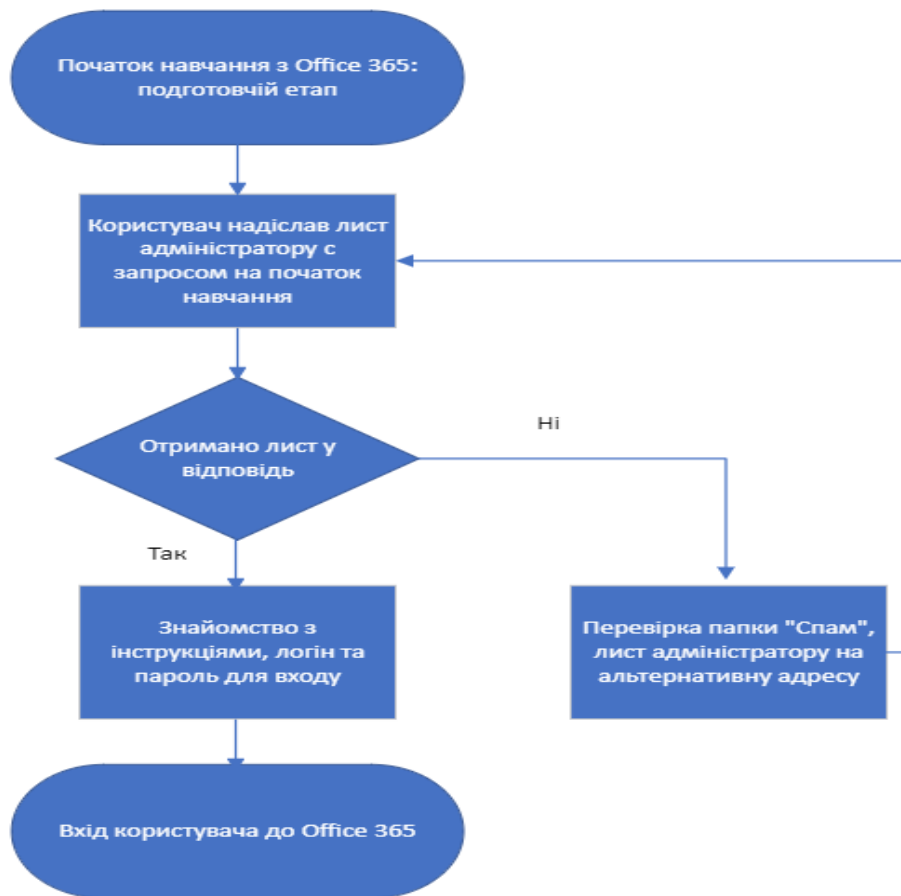 Початок навчання з Office 365:
подготовчій етап
Користувач надіслав лист
адміністратору с
запросом на початок
навчання
Отримано лист у
відповідь
Ні
Так
Знайомство з
інструкціями, логін та
пароль для входу
Перевірка папки "Спам",
лист адміністратору на
альтернативну адресу
Вхід користувача до Office 365